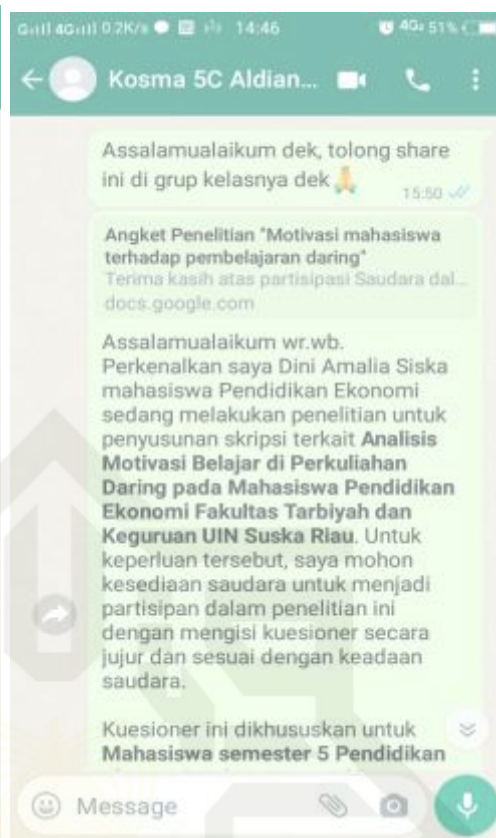 0.2K/s 14:46 4G 51%
Kosma 5C Aldian...
Assalamualaikum dek, tolong share
ini di grup kelasnya dek
15:50
Angket Penelitian "Motivasi mahasiswa
terhadap pembelajaran daring"
Terima kasih atas partisipasi Saudara dal...
docs.google.com
Assalamualaikum wr.wb.
Perkenalkan saya Dini Amalia Siska
mahasiswa Pendidikan Ekonomi
sedang melakukan penelitian untuk
penyusunan skripsi terkait Analisis
Motivasi Belajar di Perkuliahan
Daring pada Mahasiswa Pendidikan
Ekonomi Fakultas Tarbiyah dan
Keguruan UIN Suska Riau. Untuk
keperluan tersebut, saya mohon
kesediaan saudara untuk menjadi
partisipan dalam penelitian ini
dengan mengisi kuesioner secara
jujur dan sesuai dengan keadaan
saudara.
Kuesioner ini dikhususkan untuk
Mahasiswa semester 5 Pendidikan
Message